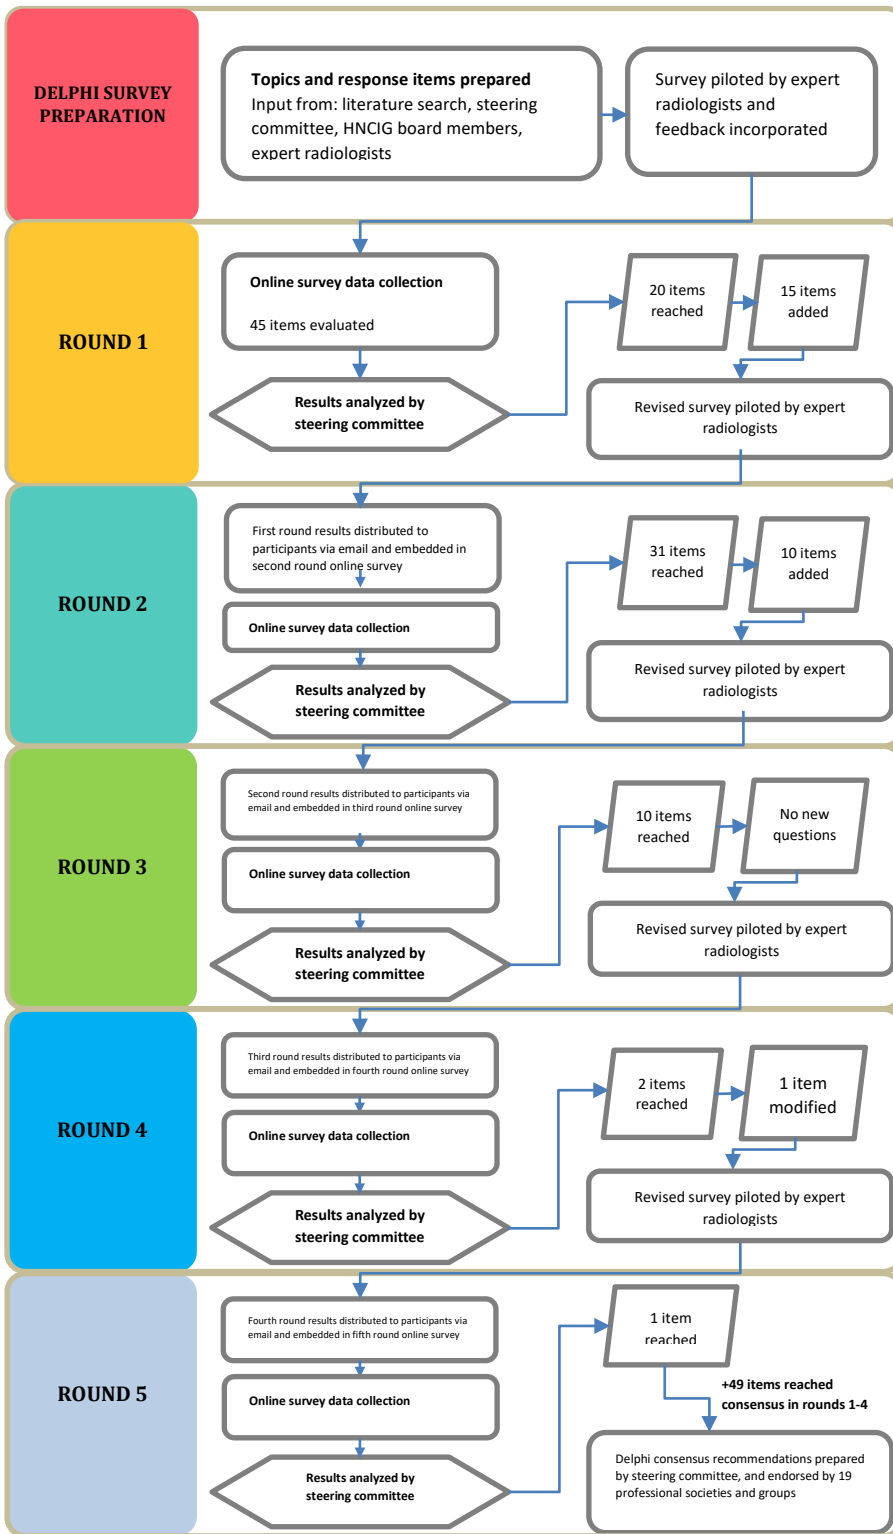 DELPHI SURVEY
PREPARATION
Topics and response items prepared
Input from: literature search, steering
committee, HNCIG board members,
expert radiologists
Survey piloted by expert
radiologists and
feedback incorporated
ROUND 1
Online survey data collection
45 items evaluated
Results analyzed by
steering committee
20 items
reached
15 items
added
Revised survey piloted by expert
radiologists
ROUND 2
First round results distributed to
participants via email and embedded in
second round online survey
Online survey data collection
Results analyzed by
steering committee
31 items
reached
10 items
added
Revised survey piloted by expert
radiologists
ROUND 3
Second round results distributed to participants via
email and embedded in third round online survey
Online survey data collection
Results analyzed by
steering committee
10 items
reached
No new
questions
Revised survey piloted by expert
radiologists
ROUND 4
Third round results distributed to participants via
email and embedded in fourth round online survey
Online survey data collection
Results analyzed by
steering committee
2 items
reached
1 item
modified
Revised survey piloted by expert
radiologists
ROUND 5
Fourth round results distributed to participants via
email and embedded in fifth round online survey
Online survey data collection
Results analyzed by
steering committee
1 item
reached
+49 items reached
consensus in rounds 1-4
Delphi consensus recommendations prepared
by steering committee, and endorsed by 19
professional societies and groups